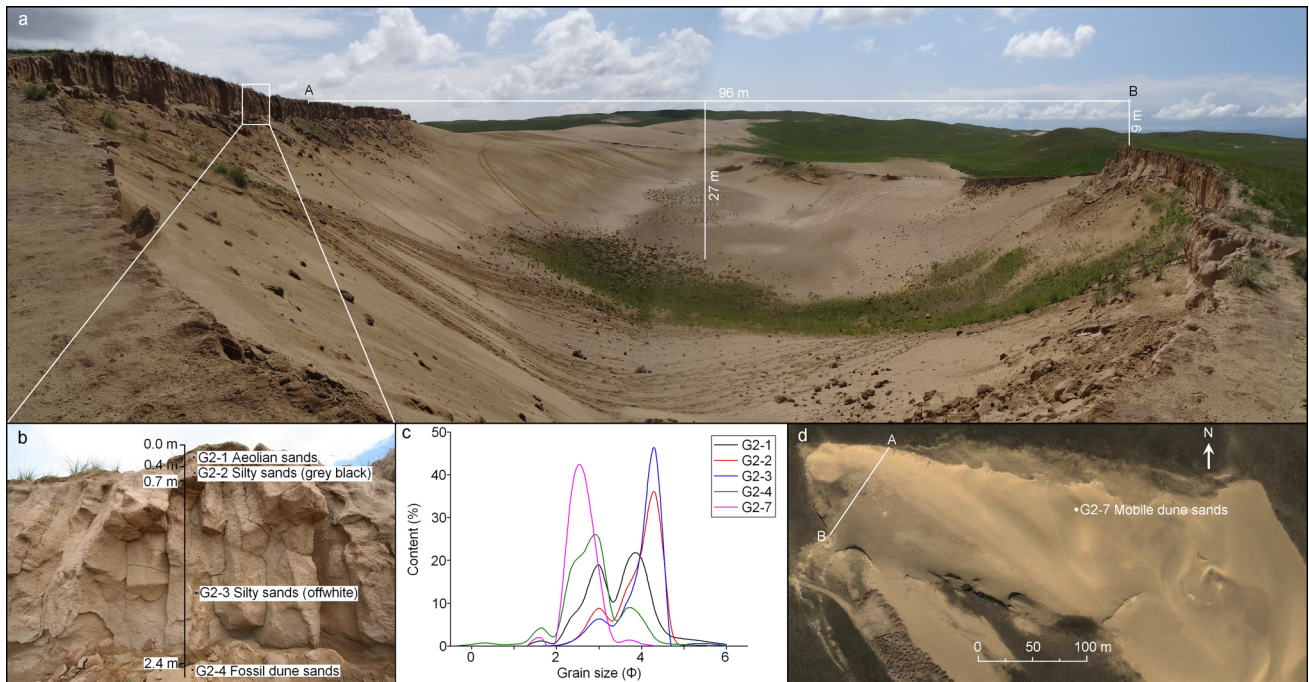 a
A
96 m
B
9 m
27 m
b
0.0 m
G2-1 Aeolian sands
0.4 m
G2-2 Silty sands (grey black)
0.7 m
G2-3 Silty sands (offwhite)
2.4 m
G2-4 Fossil dune sands
c
50
40
30
20
10
0
Content (%)
0 2 4 6
Grain size (Φ)
G2-1
G2-2
G2-3
G2-4
G2-7
d
A
N
G2-7 Mobile dune sands
B
0 50 100 m